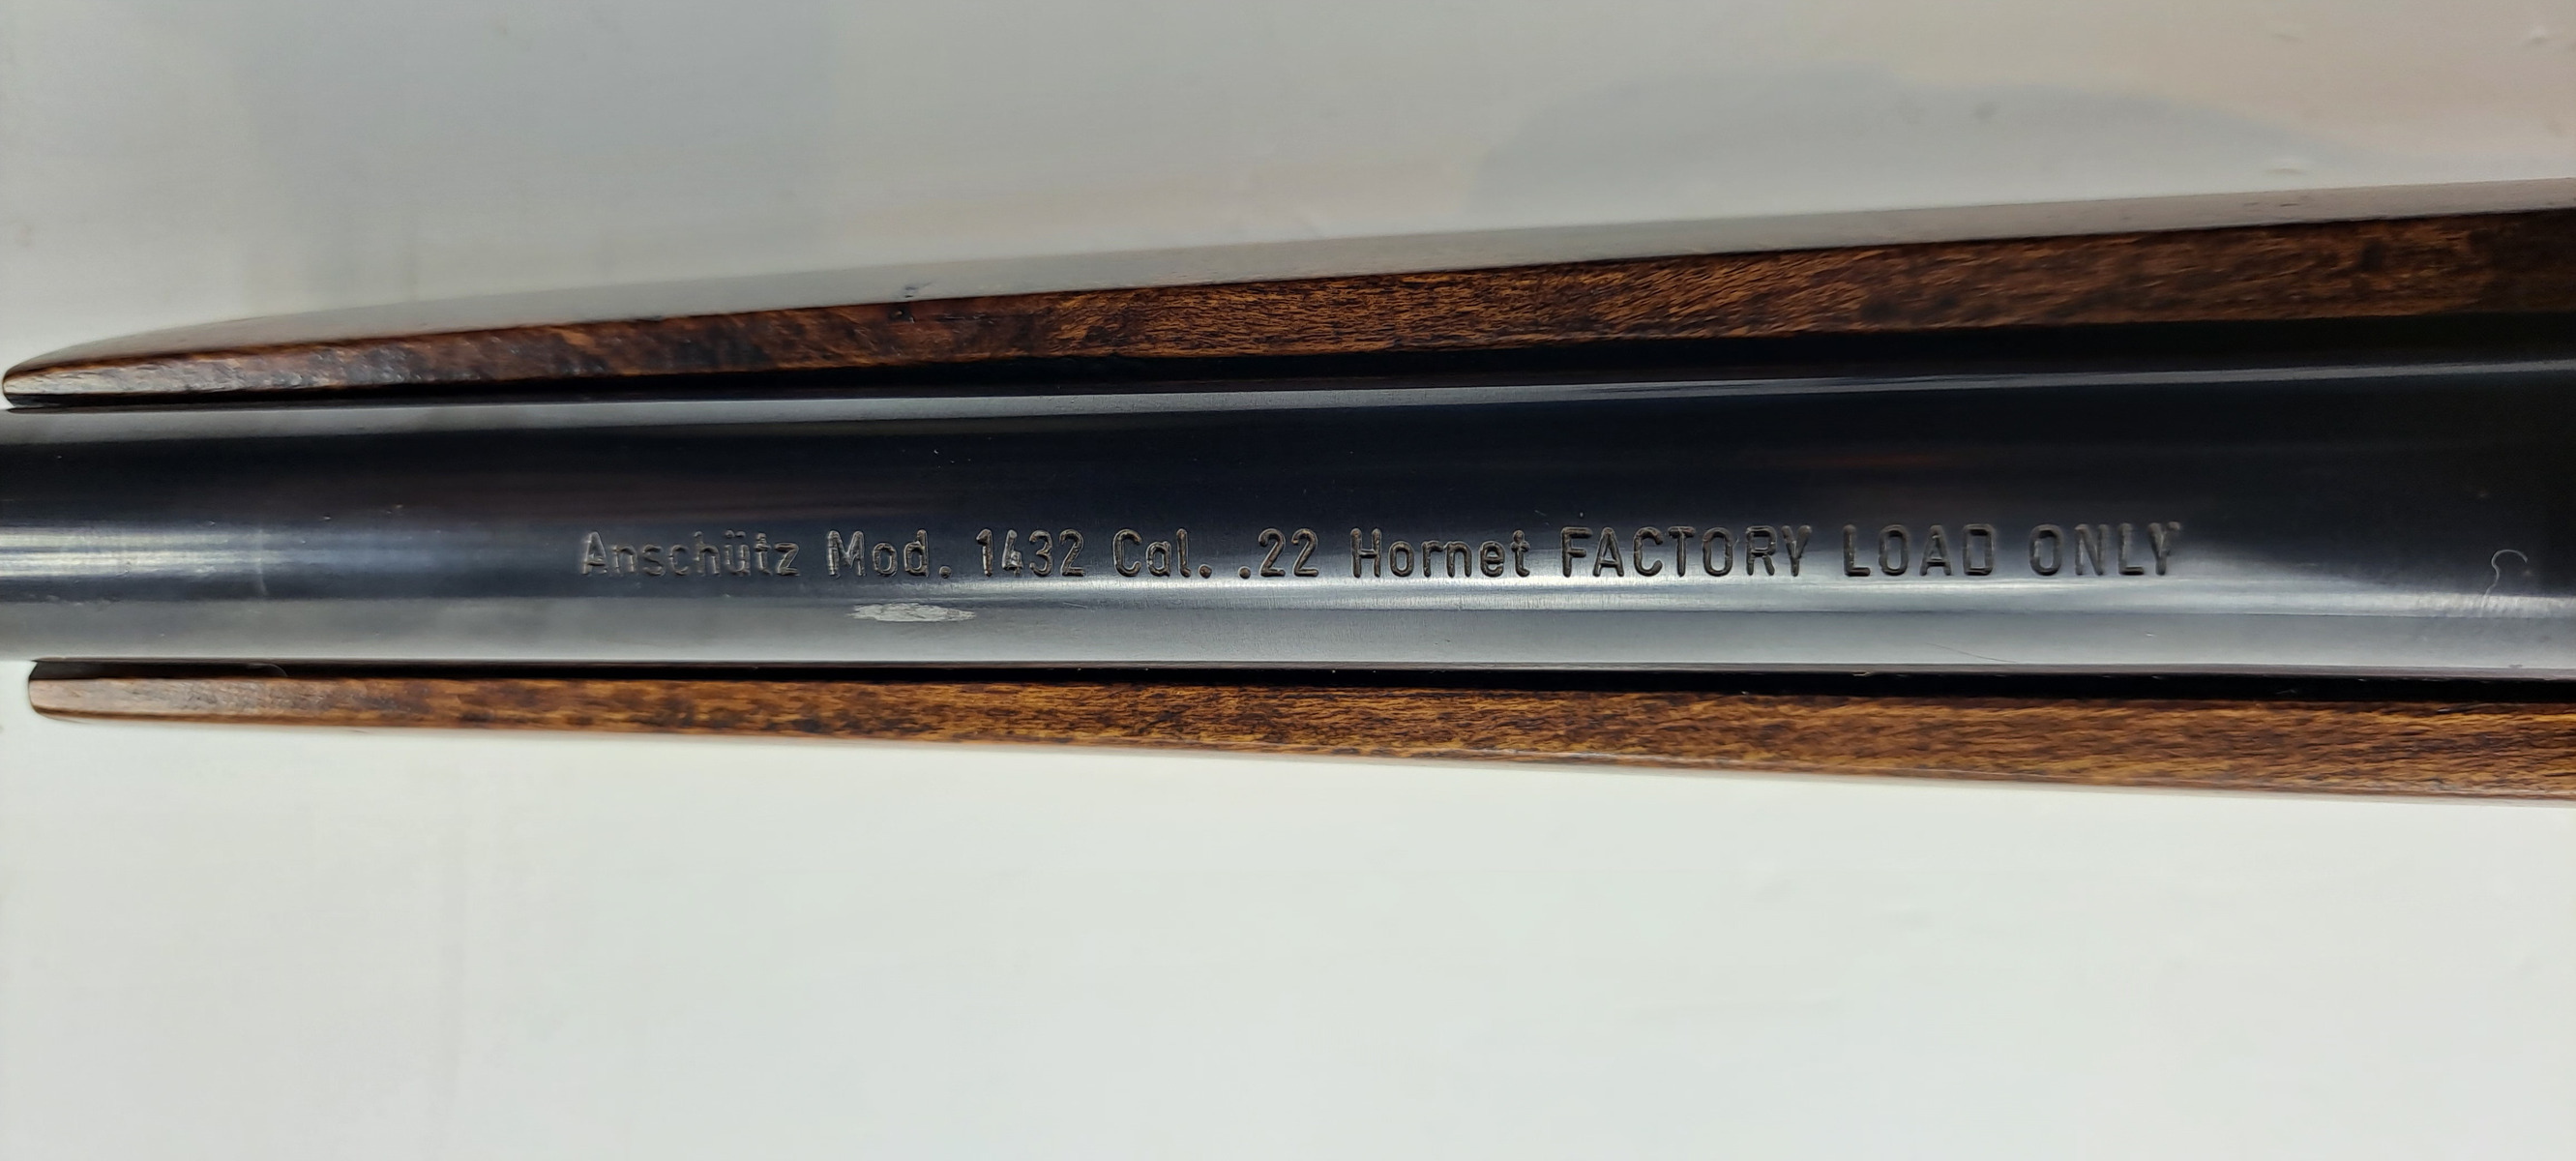 Anschütz Mod. 1432 Cal. .22 Hornet FACTORY LOAD ONLY